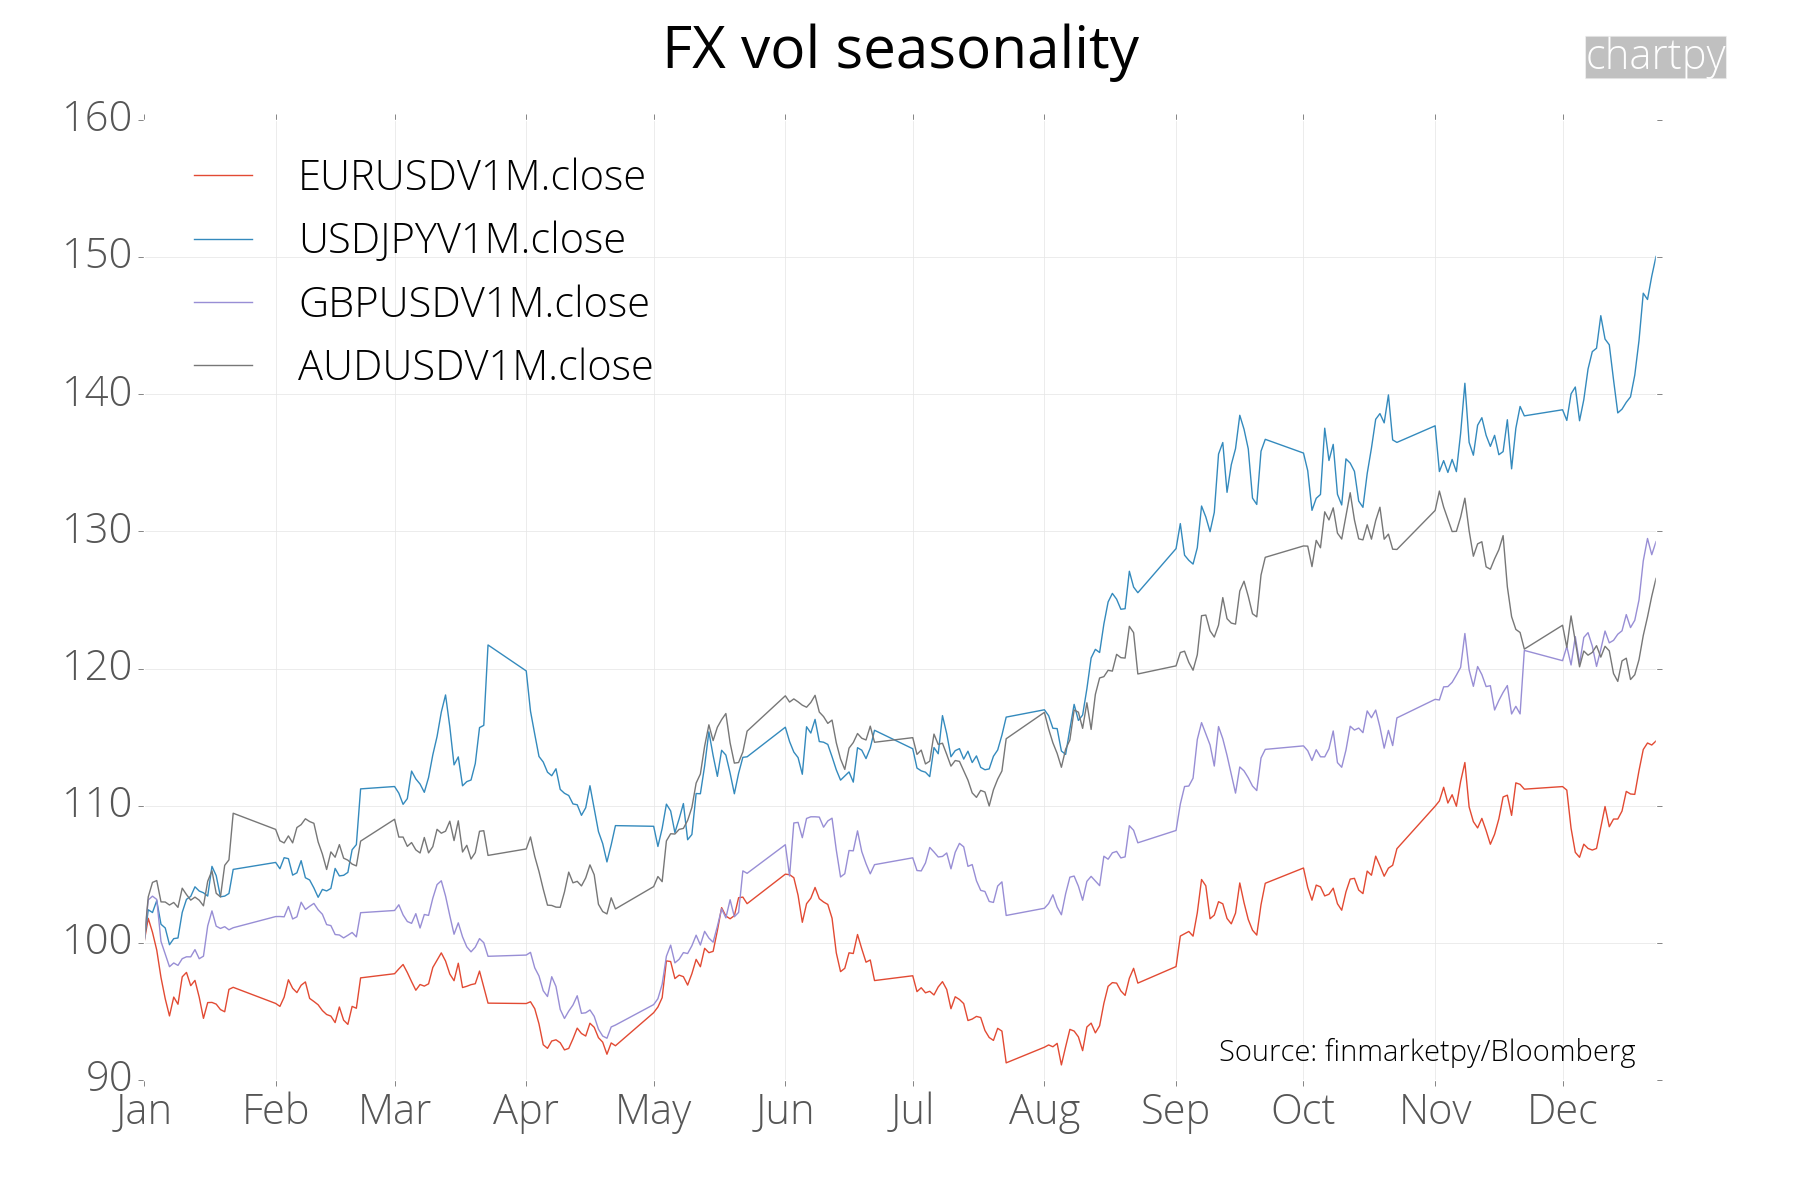 FX vol seasonality
chartpy
160
150
140
130
120
110
100
90
EURUSDV1M.close
USDJPYV1M.close
GBPUSDV1M.close
AUDUSDV1M.close
Source: finmarketpy/Bloomberg
Jan Feb Mar Apr May Jun Jul Aug Sep Oct Nov Dec